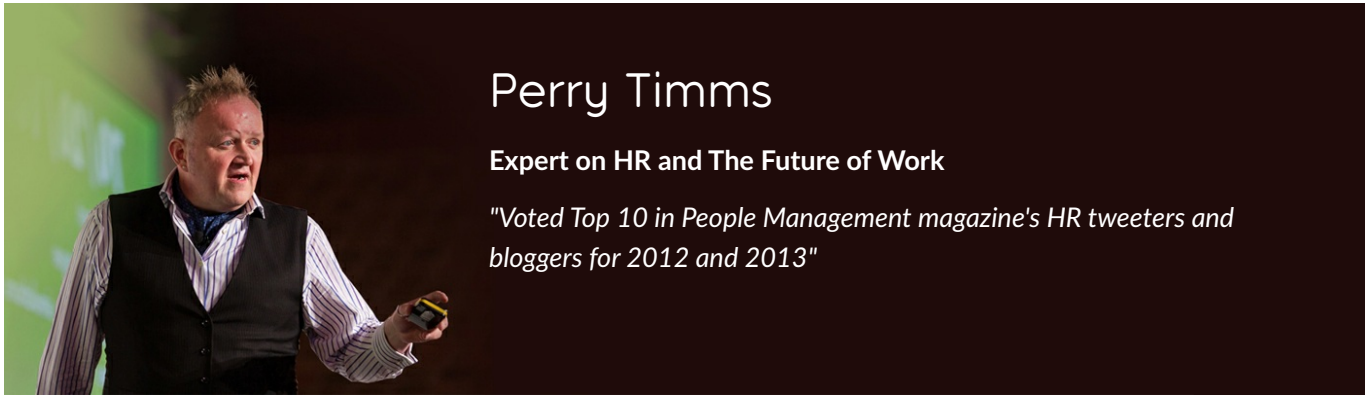 Perry Timms
Expert on HR and The Future of Work
"Voted Top 10 in People Management magazine's HR tweeters and
bloggers for 2012 and 2013"